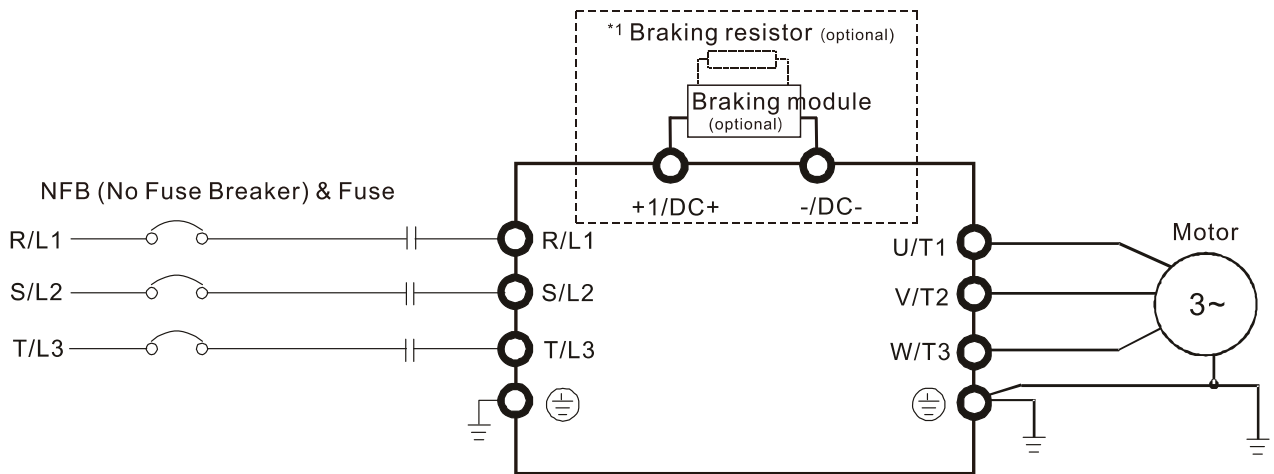 *1 Braking resistor (optional)
Braking module
(optional)
+1/DC+ -/DC-
NFB (No Fuse Breaker) & Fuse
R/L1 R/L1 U/T1 Motor
S/L2 S/L2 V/T2 3~
T/L3 T/L3 W/T3